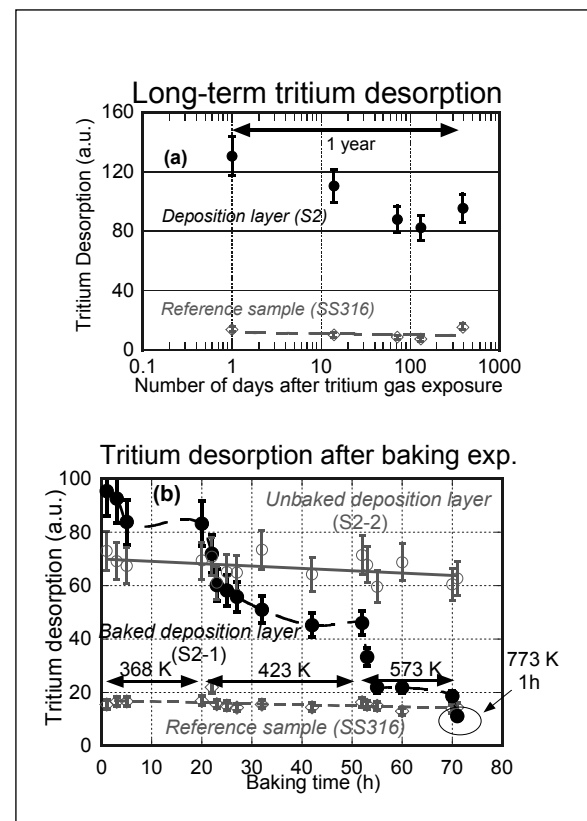 Long-term tritium desorption
160
120
80
40
0
Tritium Desorption (a.u.)
(a)
1 year
Deposition layer (S2)
Reference sample (SS316)
0.1 1 10 100 1000
Number of days after tritium gas exposure
Tritium desorption after baking exp.
100
80
60
40
20
0
Tritium desorption (a.u.)
(b)
Unbaked deposition layer
(S2-2)
Baked deposition layer
(S2-1)
368 K 423 K 573 K
773 K
1h
Reference sample (SS316)
0 10 20 30 40 50 60 70 80
Baking time (h)